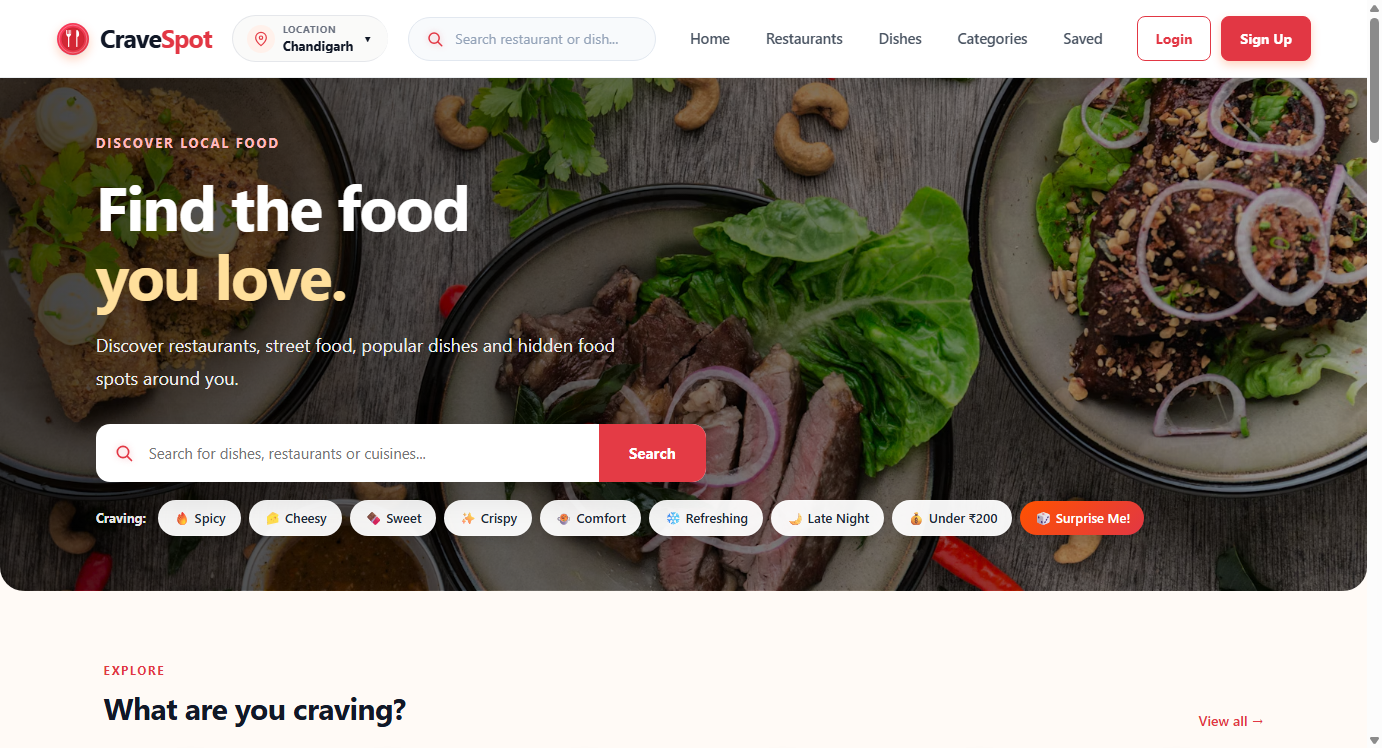 CraveSpot
LOCATION
Chandigarh ▼
Search restaurant or dish...
Home
Restaurants
Dishes
Categories
Saved
Login
Sign Up
DISCOVER LOCAL FOOD
Find the food
you love.
Discover restaurants, street food, popular dishes and hidden food
spots around you.
Search for dishes, restaurants or cuisines...
Search
Craving:
🔥 Spicy
🧀 Cheesy
🍫 Sweet
✨ Crispy
🍲 Comfort
❄️ Refreshing
🌙 Late Night
💰 Under ₹200
🎲 Surprise Me!
EXPLORE
What are you craving?
View all →